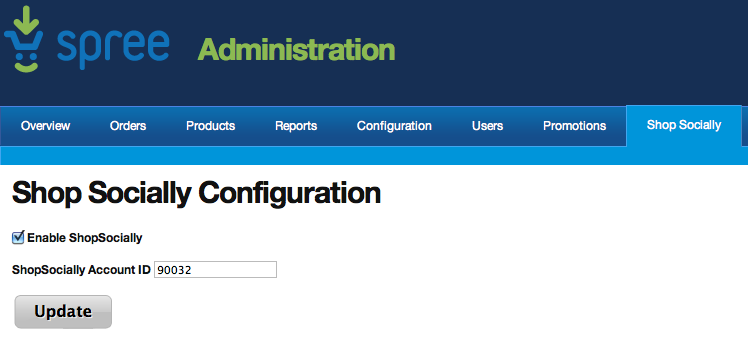 spree Administration
Overview Orders Products Reports Configuration Users Promotions Shop Socially
Shop Socially Configuration
Enable ShopSocially
ShopSocially Account ID 90032
Update